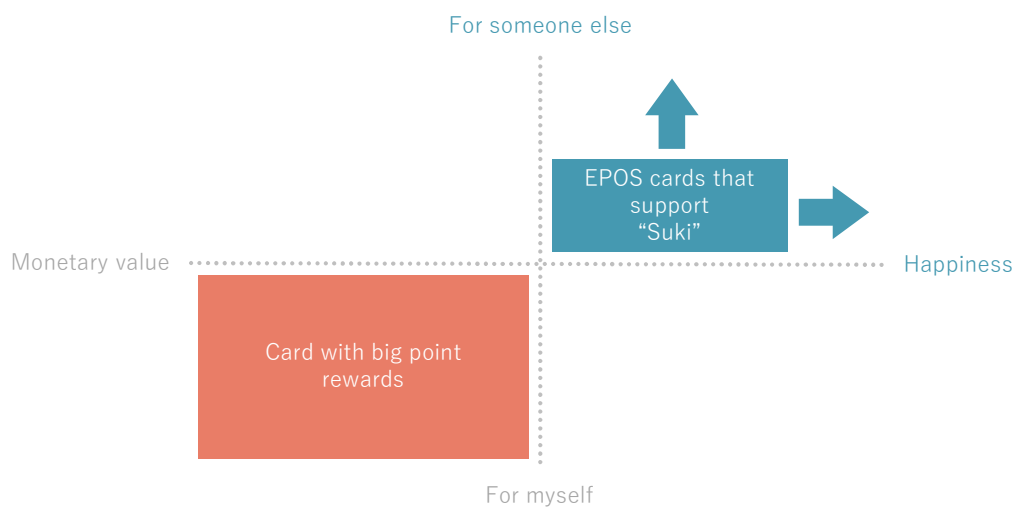 For someone else
EPOS cards that
support
“Suki”
Monetary value
Happiness
Card with big point
rewards
For myself